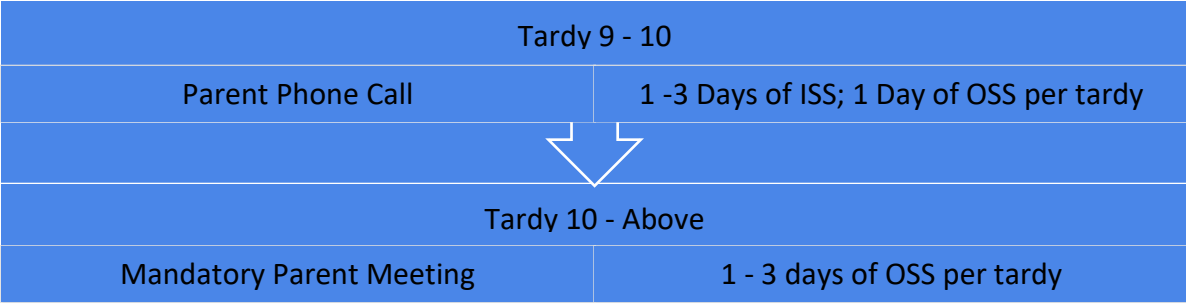 Tardy 9 - 10
Parent Phone Call
1 -3 Days of ISS; 1 Day of OSS per tardy
Tardy 10 - Above
Mandatory Parent Meeting
1 - 3 days of OSS per tardy